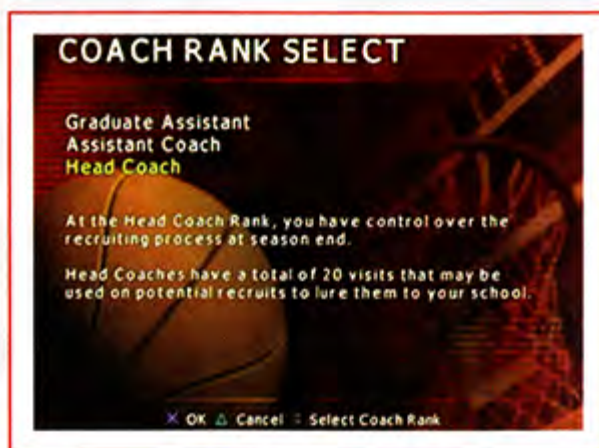 COACH RANK SELECT
Graduate Assistant
Assistant Coach
Head Coach
At the Head Coach Rank, you have control over the
recruiting process at season end.
Head Coaches have a total of 20 visits that may be
used on potential recruits to lure them to your school.
X OK △ Cancel Select Coach Rank